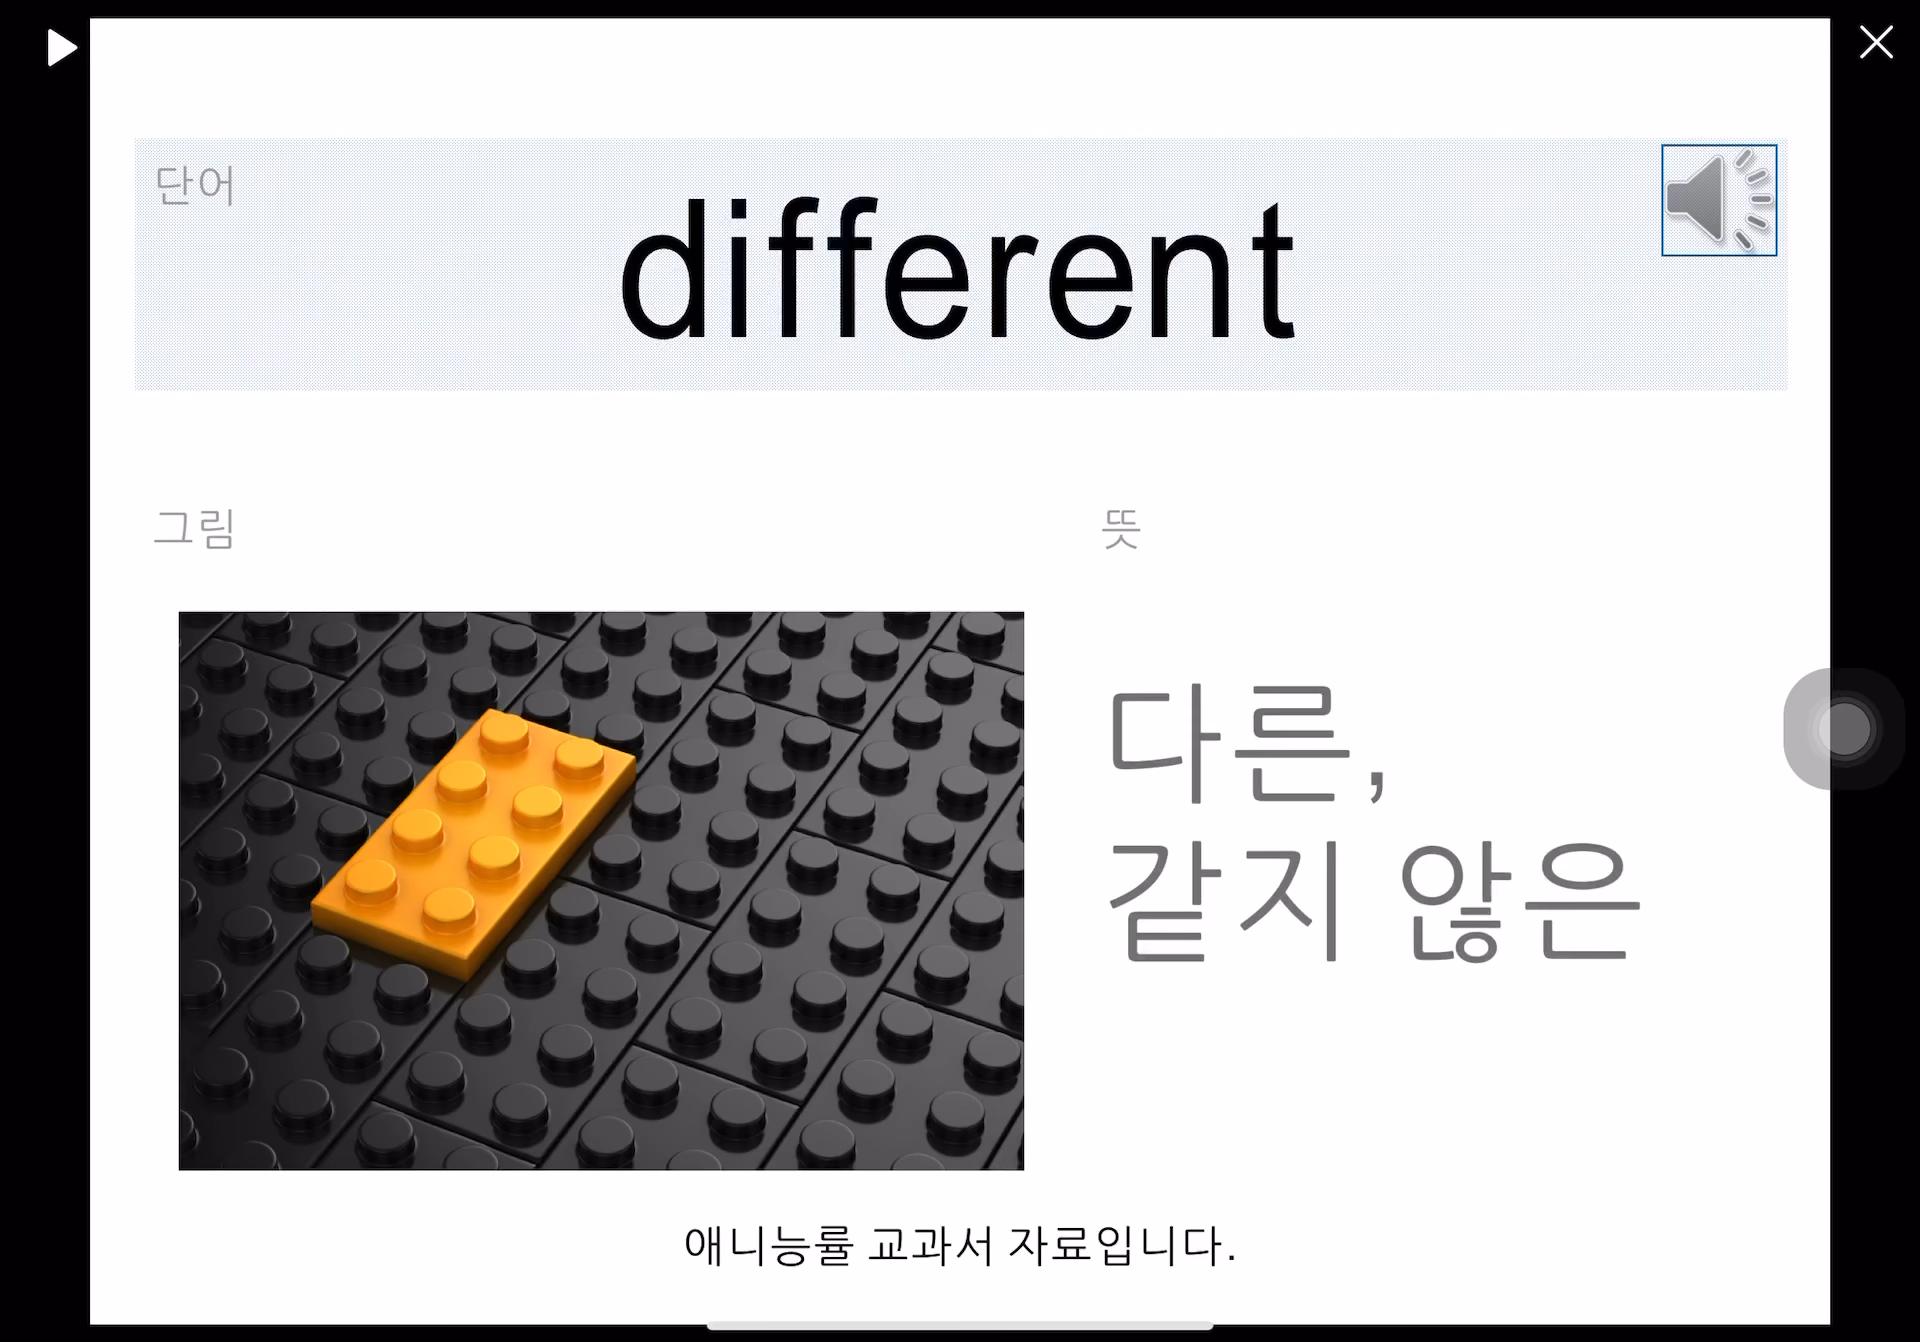 단어
different
그림
뜻
다른,
같지 않은
애니능률 교과서 자료입니다.